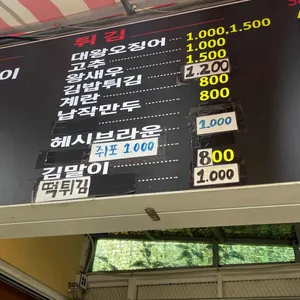 튀김
대왕오징어 1.000,1.500
고추 1.000
왕새우 1.500
김밥튀김 1.200
계란 800
납작만두 800
헤시브라운 1.000
쥐포 1.000
김말이 800
떡튀김 1.000
이